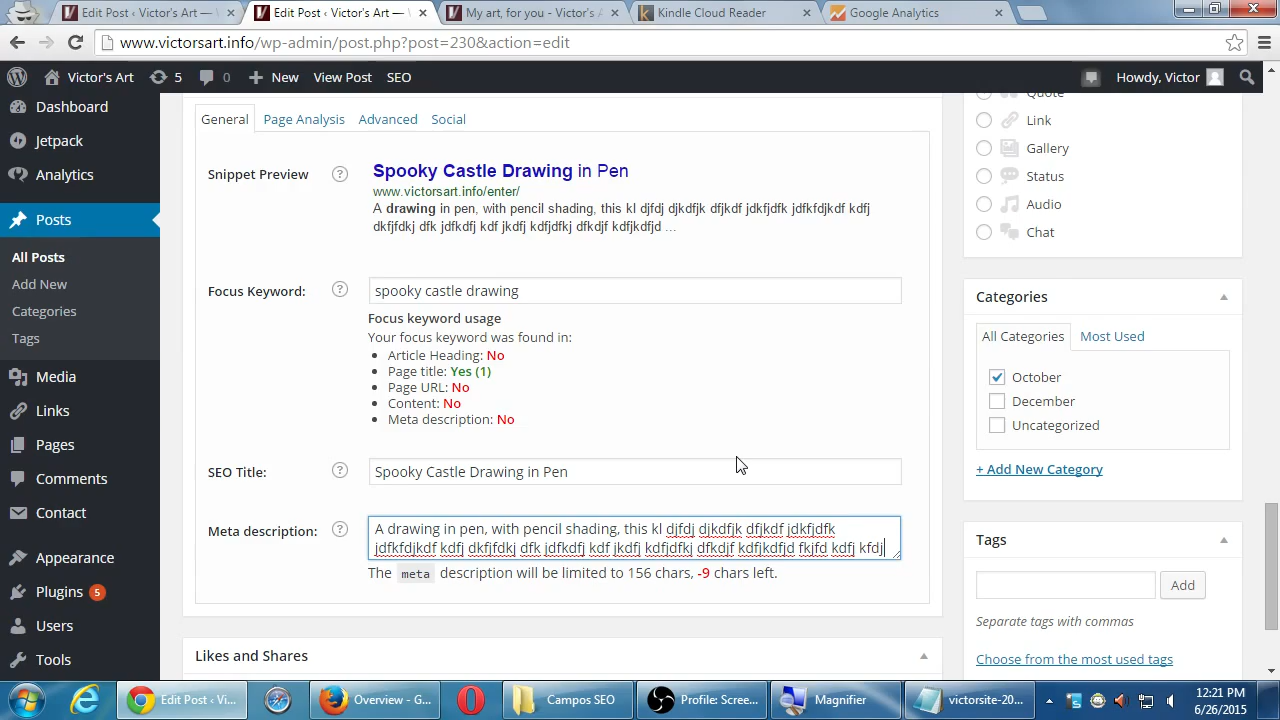 Edit Post ‹ Victor's Art —
Edit Post ‹ Victor's Art —
My art, for you - Victor's A
Kindle Cloud Reader
Google Analytics
www.victorsart.info/wp-admin/post.php?post=230&action=edit
Victor's Art 5 0 New View Post SEO Howdy, Victor
Dashboard
Jetpack
Analytics
Posts
All Posts
Add New
Categories
Tags
Media
Links
Pages
Comments
Contact
Appearance
Plugins 5
Users
Tools
General Page Analysis Advanced Social
Snippet Preview
Spooky Castle Drawing in Pen
www.victorsart.info/enter/
A drawing in pen, with pencil shading, this kl djfdj djkdfjk dfjkdf jdkfjdfk jdfkfdjkdf kdfj
dkfjfdkj dfk jdfkdfj kdf jkdfj kdfjdfkj dfkdjf kdfjkdfjd ...
Focus Keyword:
spooky castle drawing
Focus keyword usage
Your focus keyword was found in:
Article Heading: No
Page title: Yes (1)
Page URL: No
Content: No
Meta description: No
SEO Title:
Spooky Castle Drawing in Pen
Meta description:
A drawing in pen, with pencil shading, this kl djfdj djkdfjk dfjkdf jdkfjdfk
jdfkfdjkdf kdfj dkfjfdkj dfk jdfkdfj kdf jkdfj kdfjdfkj dfkdjf kdfjkdfjd fkjfd kdfj kfdj
The meta description will be limited to 156 chars, -9 chars left.
Likes and Shares
Quote
Link
Gallery
Status
Audio
Chat
Categories
All Categories Most Used
October
December
Uncategorized
+ Add New Category
Tags
Add
Separate tags with commas
Choose from the most used tags
Edit Post ‹ Vi...
Overview - G...
Campos SEO
Profile: Scree...
Magnifier
victorsite-20...
12:21 PM
6/26/2015